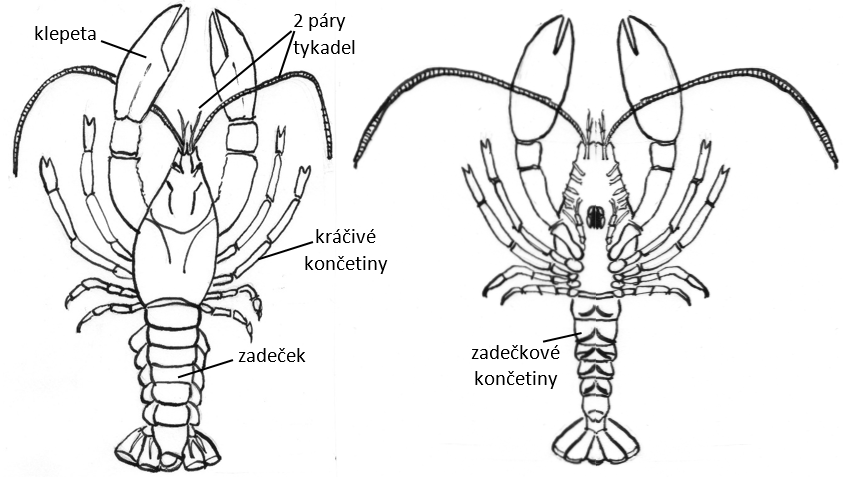 klepeta
2 páry
tykadel
kráčivé
končetiny
zadeček
zadečkové
končetiny